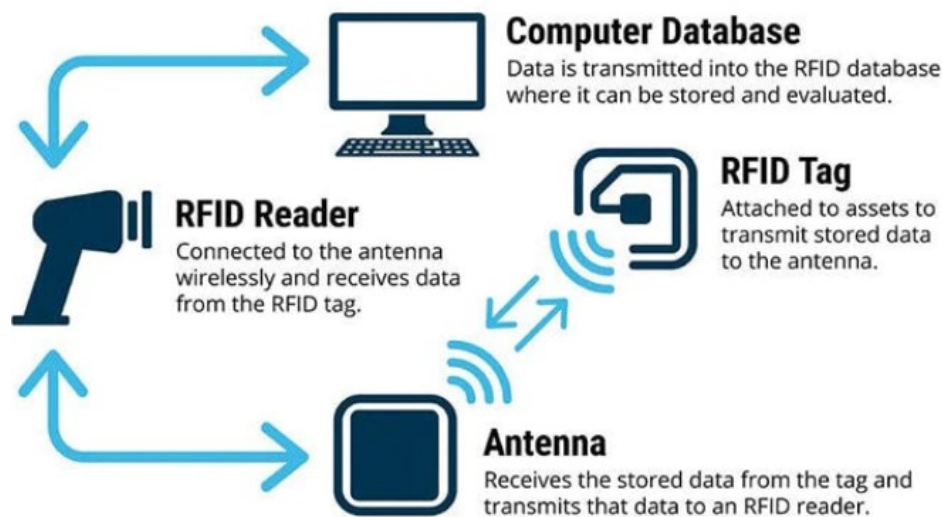 Computer Database
Data is transmitted into the RFID database
where it can be stored and evaluated.
RFID Tag
Attached to assets to
transmit stored data
to the antenna.
RFID Reader
Connected to the antenna
wirelessly and receives data
from the RFID tag.
Antenna
Receives the stored data from the tag and
transmits that data to an RFID reader.